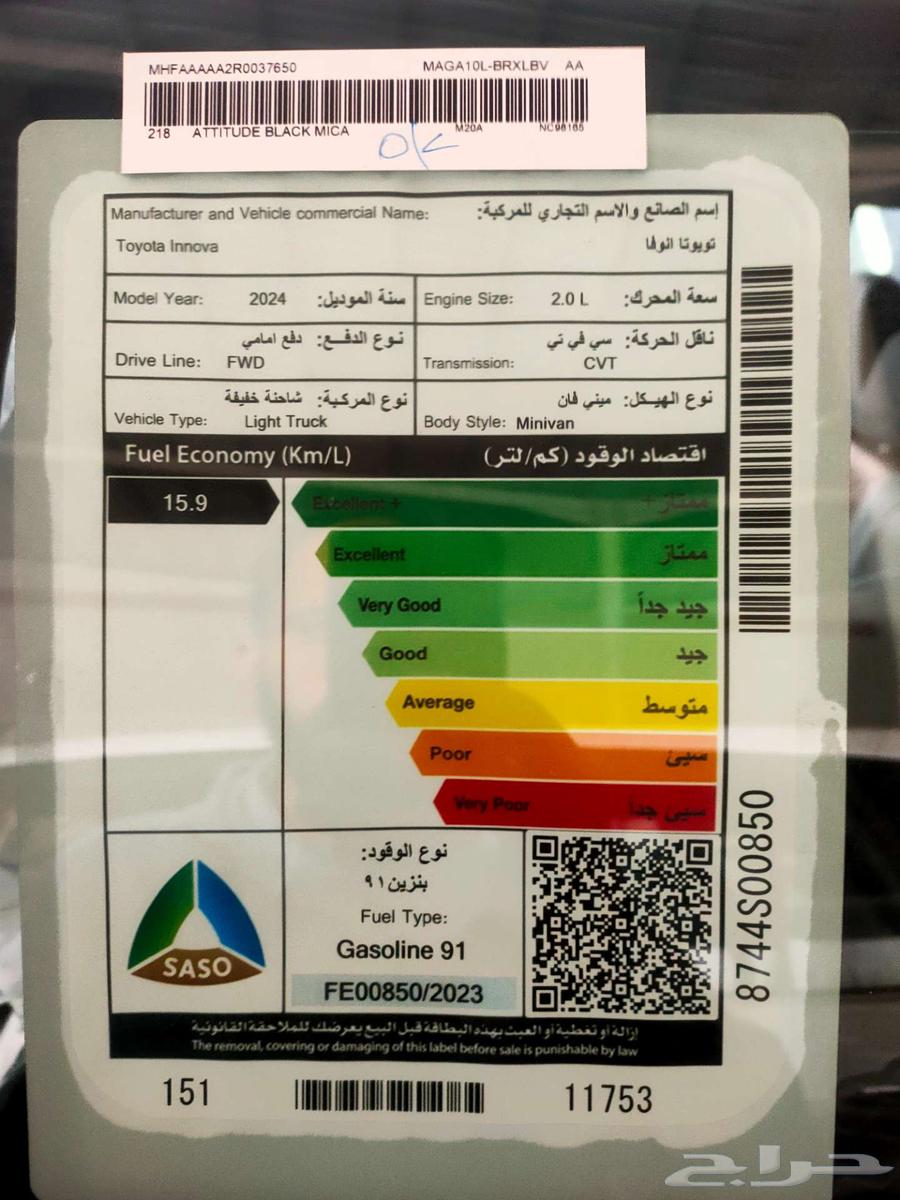 MHFAAAAA2R0037650 MAGA10L-BRXLBV AA
218 ATTITUDE BLACK MICA M20A NC98165
ok
Manufacturer and Vehicle commercial Name: إسم الصانع والاسم التجاري للمركبة:
Toyota Innova تويوتا انوفا
Model Year: 2024 سنة الموديل: Engine Size: 2.0 L سعة المحرك:
نوع الدفـع: دفع امامي ناقل الحركة: سي في تي
Drive Line: FWD Transmission: CVT
نوع المركبة: شاحنة خفيفة نوع الهيكل: ميني فان
Vehicle Type: Light Truck Body Style: Minivan
Fuel Economy (Km/L) اقتصاد الوقود (كم/لتر)
15.9 Excellent + ممتاز +
Excellent ممتاز
Very Good جيد جداً
Good جيد
Average متوسط
Poor سيئ
Very Poor سيئ جداً
نوع الوقود:
بنزين ٩١
Fuel Type:
Gasoline 91
FE00850/2023
SASO
8744S00850
إزالة أو تغطية أو العبث بهذه البطاقة قبل البيع يعرضك للملاحقة القانونية
The removal, covering or damaging of this label before sale is punishable by law
151 11753
حراج